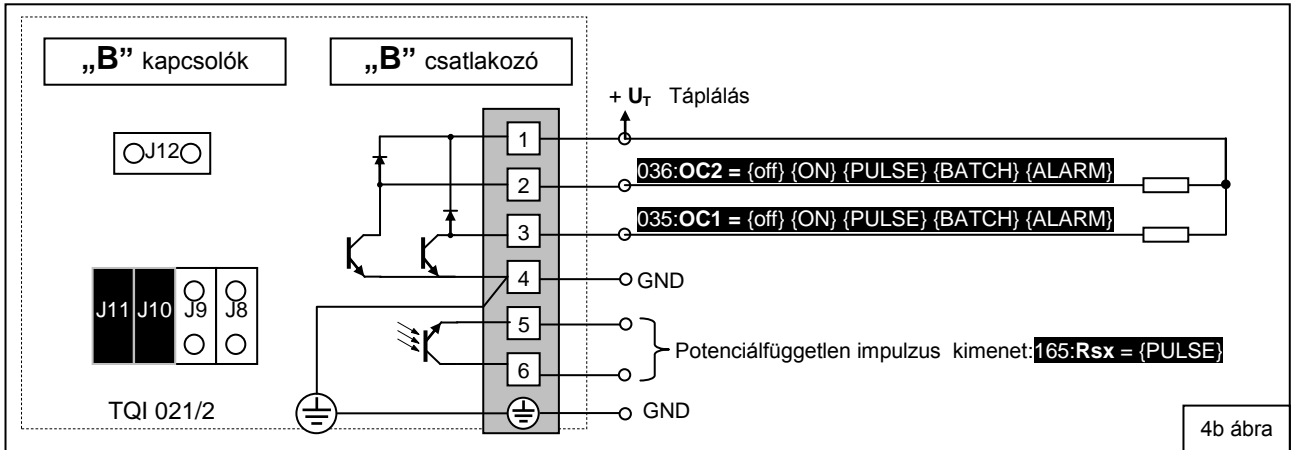 „B” kapcsolók
„B” csatlakozó
+ UT Táplálás
J12
1
036:OC2 = {off} {ON} {PULSE} {BATCH} {ALARM}
2
035:OC1 = {off} {ON} {PULSE} {BATCH} {ALARM}
3
4
GND
J11 J10 J9 J8
5
Potenciálfüggetlen impulzus kimenet:165:Rsx = {PULSE}
6
TQI 021/2
GND
4b ábra